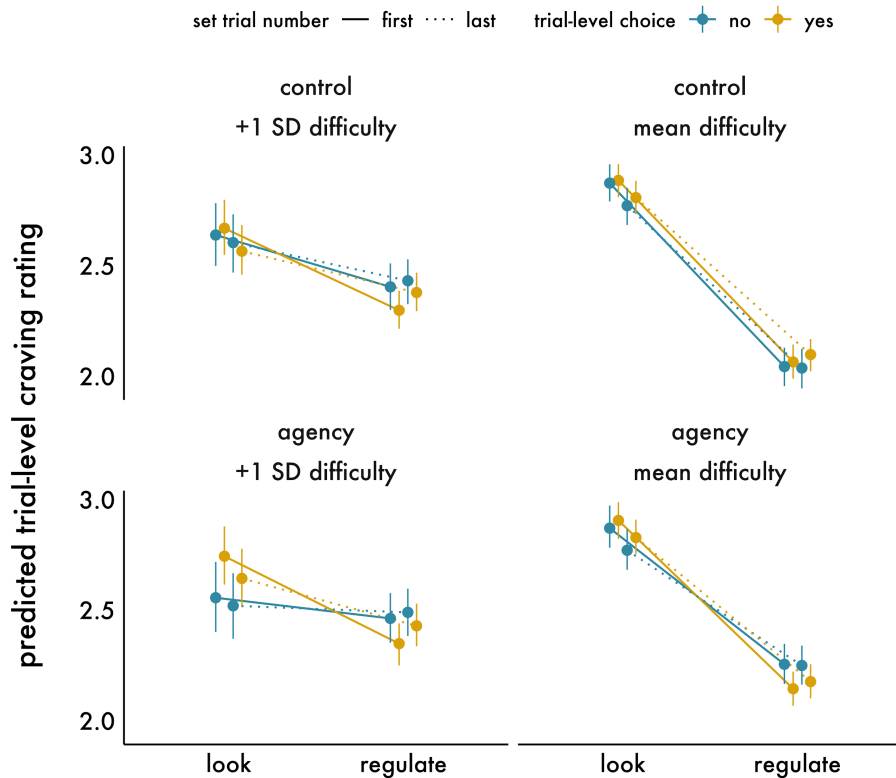 set trial number first last trial-level choice no yes
control
+1 SD difficulty
control
mean difficulty
3.0
2.5
2.0
agency
+1 SD difficulty
agency
mean difficulty
3.0
2.5
2.0
predicted trial-level craving rating
look regulate look regulate